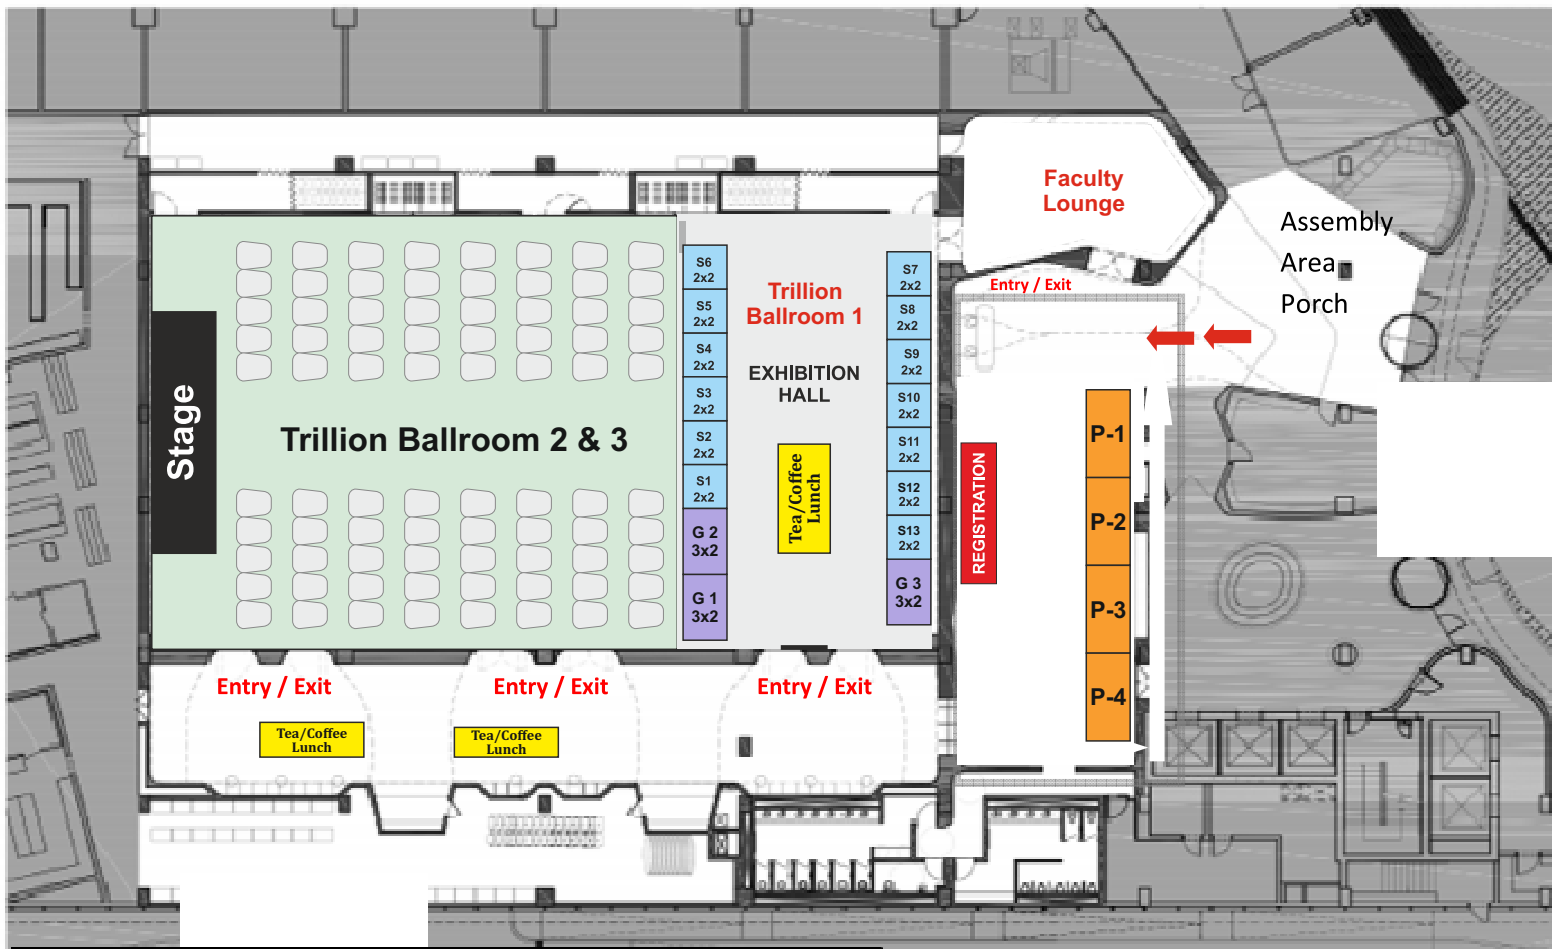 Faculty
Lounge
Assembly
Area
Porch
Entry / Exit
Stage
Trillion Ballroom 2 & 3
S6
2x2
S5
2x2
S4
2x2
S3
2x2
S2
2x2
S1
2x2
G 2
3x2
G 1
3x2
Trillion
Ballroom 1
EXHIBITION
HALL
Tea/Coffee
Lunch
S7
2x2
S8
2x2
S9
2x2
S10
2x2
S11
2x2
S12
2x2
S13
2x2
G 3
3x2
REGISTRATION
P-1
P-2
P-3
P-4
Entry / Exit
Entry / Exit
Entry / Exit
Tea/Coffee
Lunch
Tea/Coffee
Lunch